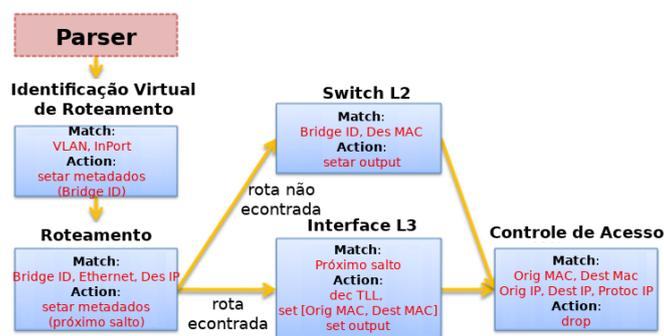 Parser
Identificação Virtual
de Roteamento
Match:
VLAN, InPort
Action:
setar metadados
(Bridge ID)
Roteamento
Match:
Bridge ID, Ethernet, Des IP
Action:
setar metadados
(próximo salto)
rota não
econtrada
rota
econtrada
Switch L2
Match:
Bridge ID, Des MAC
Action:
setar output
Interface L3
Match:
Próximo salto
Action:
dec TLL,
set [Orig MAC, Dest MAC]
set output
Controle de Acesso
Match:
Orig MAC, Dest Mac
Orig IP, Dest IP, Protoc IP
Action:
drop